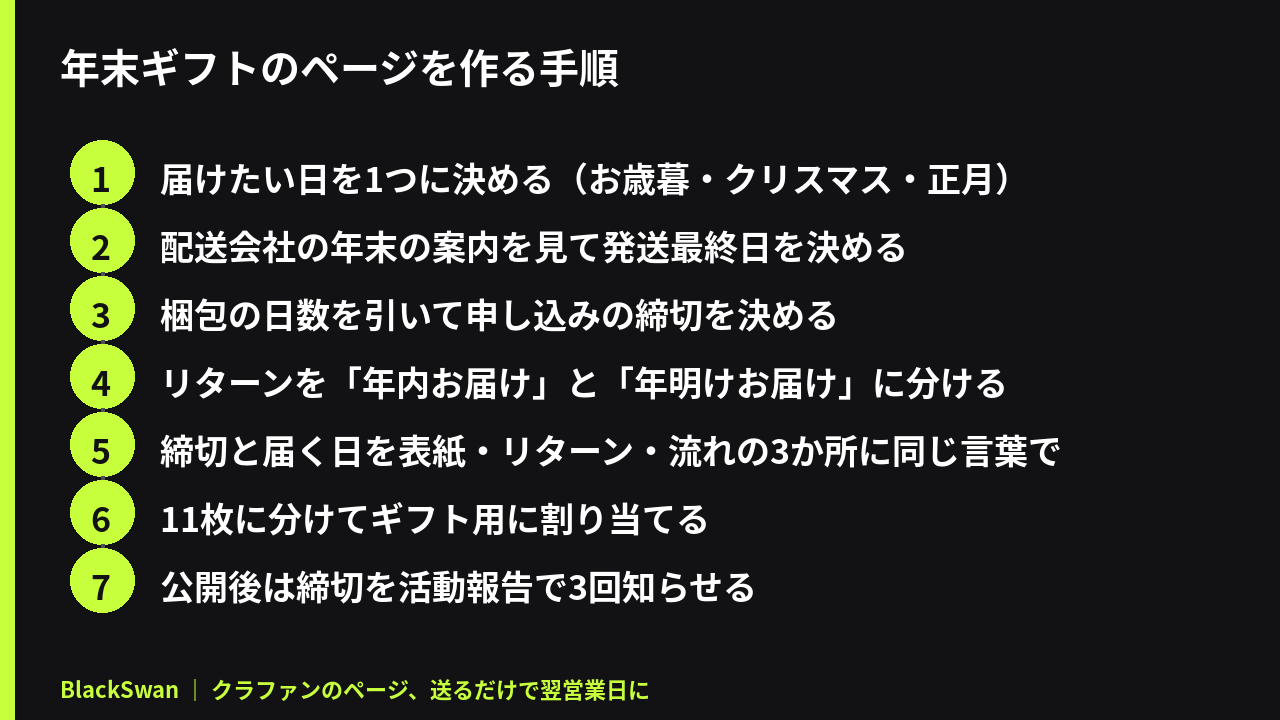 年末ギフトのページを作る手順
1 届けたい日を1つに決める（お歳暮・クリスマス・正月）
2 配送会社の年末の案内を見て発送最終日を決める
3 梱包の日数を引いて申し込みの締切を決める
4 リターンを「年内お届け」と「年明けお届け」に分ける
5 締切と届く日を表紙・リターン・流れの3か所に同じ言葉で
6 11枚に分けてギフト用に割り当てる
7 公開後は締切を活動報告で3回知らせる
BlackSwan｜クラファンのページ、送るだけで翌営業日に